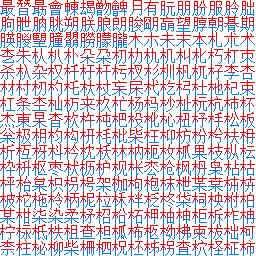 最朁朂會朄朅朆朇月有朊朋朌服朎朏
朐朑朒朓朔朕朖朗朘朙朚望朜朝朞期
朠朡朢朣朤朥朦朧木朩未末本札朮术
朰朱朲朳朴朵朶朷朸朹机朻朼朽朾朿
杀杁杂权杄杅杆杇杈杉杊杋杌杍李杏
材村杒杓杔杕杖杗杘杙杚杛杜杝杞束
杠条杢杣杤来杦杧杨杩杪杫杬杭杮杯
杰東杲杳杴杵杶杷杸杹杺杻杼杽松板
枀极枂枃构枅枆枇枈枉枊枋枌枍枎枏
析枑枒枓枔枕枖林枘枙枚枛果枝枞枟
枠枡枢枣枤枥枦枧枨枩枪枫枬枭枮枯
枰枱枲枳枴枵架枷枸枹枺枻枼枽枾枿
柀柁柂柃柄柅柆柇柈柉柊柋柌柍柎柏
某柑柒染柔柕柖柗柘柙柚柛柜柝柞柟
柠柡柢柣柤查柦柧柨柩柪柫柬柭柮柯
柰柱柲柳柴柵柶柷柸柹柺査柼柽柾柿